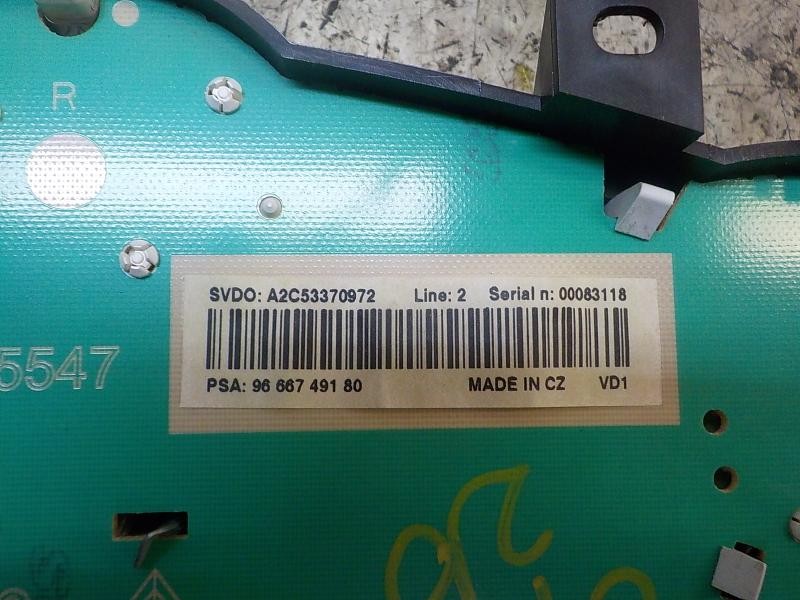 R
SVDO: A2C53370972 Line: 2 Serial n: 00083118
5547
PSA: 96 667 491 80 MADE IN CZ VD1